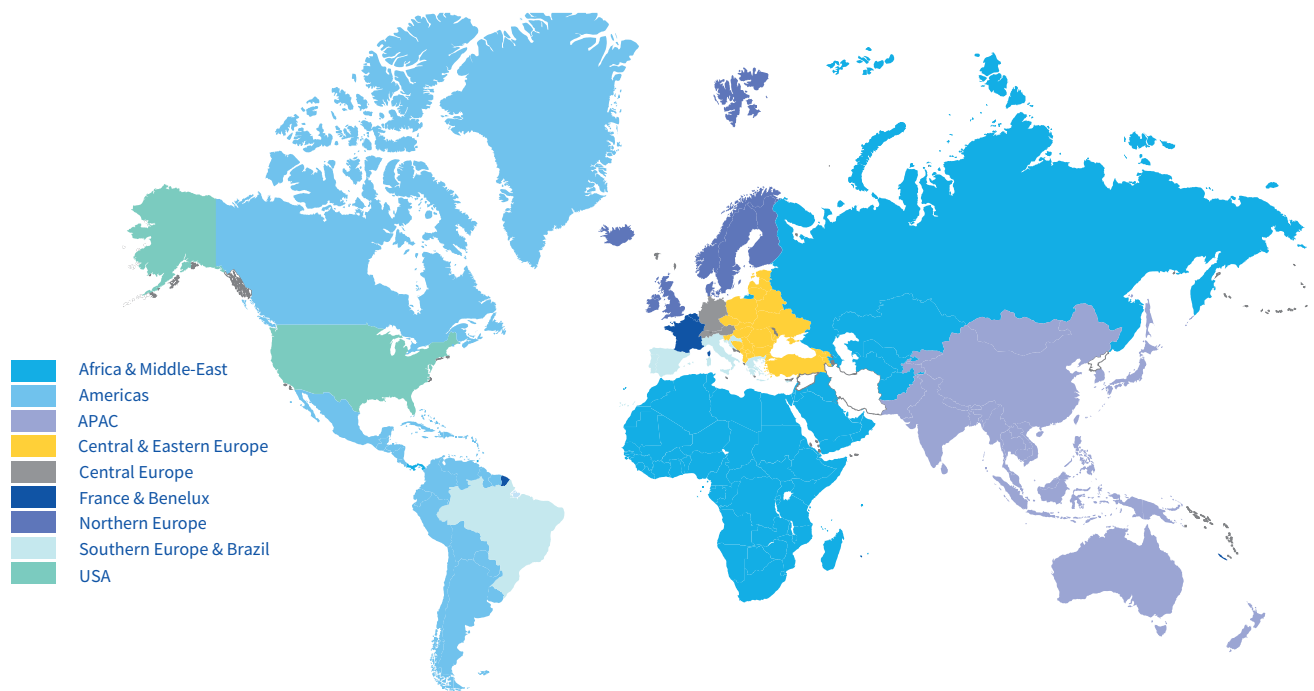 Africa & Middle-East
Americas
APAC
Central & Eastern Europe
Central Europe
France & Benelux
Northern Europe
Southern Europe & Brazil
USA